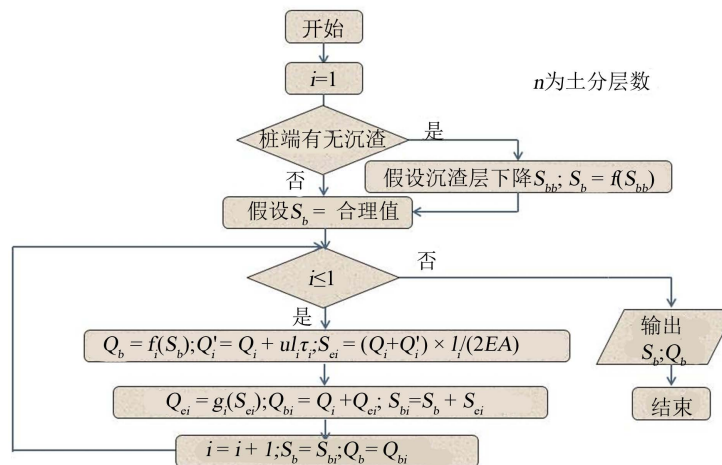 开始
i=1
n为土分层数
桩端有无沉渣
是
假设沉渣层下降S_bb; S_b = f(S_bb)
否
假设S_b = 合理值
i≤1
否
是
Q_b = f_i(S_b);Q_i' = Q_i + ul_iτ_i;S_ei = (Q_i+Q_i') × l_i/(2EA)
输出
S_b;Q_b
Q_ei = g_i(S_ei);Q_bi = Q_i +Q_ei; S_bi=S_b + S_ei
结束
i = i + 1;S_b= S_bi;Q_b= Q_bi